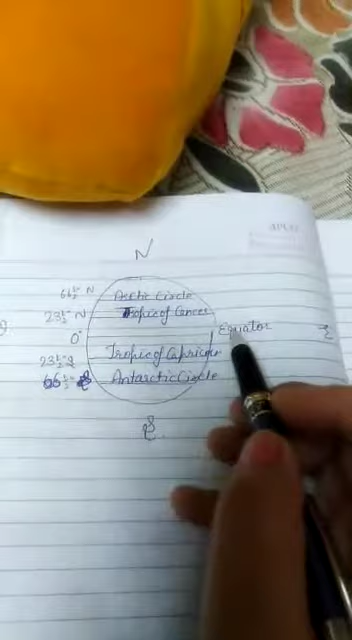 N
66½° N Arctic Circle
23½° N Tropic of Cancer
0° Equator
23½° S Tropic of Capricorn
66½° S Antarctic Circle
S